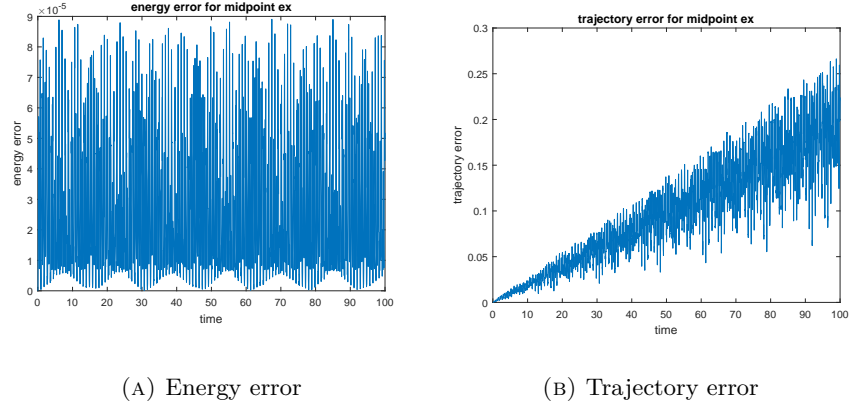 energy error for midpoint ex
×10-5
9
8
7
6
5
4
3
2
1
0
energy error
0 10 20 30 40 50 60 70 80 90 100
time
(A) Energy error
trajectory error for midpoint ex
0.3
0.25
0.2
0.15
0.1
0.05
0
trajectory error
0 10 20 30 40 50 60 70 80 90 100
time
(B) Trajectory error